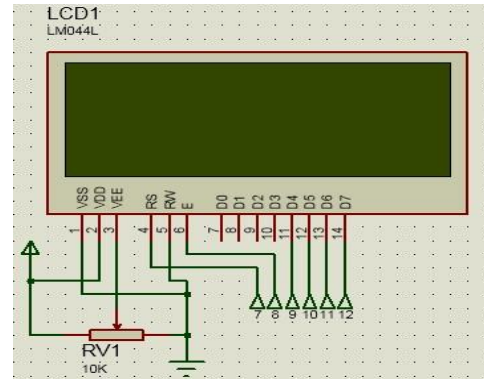 LCD1
LM044L
VSS VDD VEE RS RW E D0 D1 D2 D3 D4 D5 D6 D7
1 2 3 4 5 6 7 8 9 10 11 12 13 14
7 8 9 10 11 12
RV1
10K